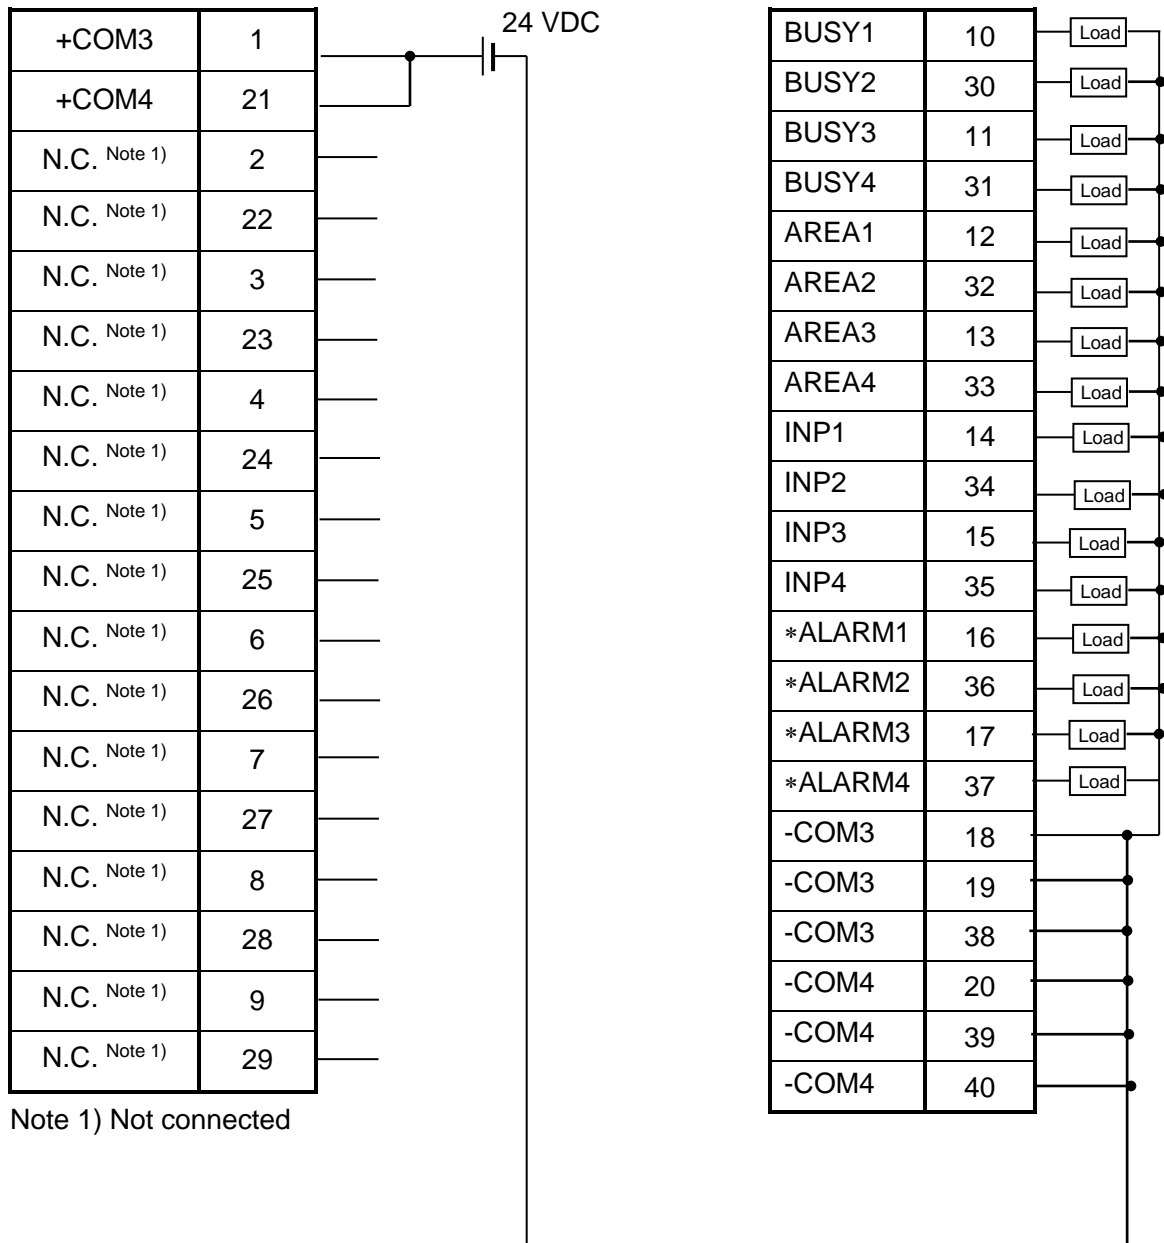 24 VDC
+COM3 1
+COM4 21
N.C. Note 1) 2
N.C. Note 1) 22
N.C. Note 1) 3
N.C. Note 1) 23
N.C. Note 1) 4
N.C. Note 1) 24
N.C. Note 1) 5
N.C. Note 1) 25
N.C. Note 1) 6
N.C. Note 1) 26
N.C. Note 1) 7
N.C. Note 1) 27
N.C. Note 1) 8
N.C. Note 1) 28
N.C. Note 1) 9
N.C. Note 1) 29
Note 1) Not connected
BUSY1 10 Load
BUSY2 30 Load
BUSY3 11 Load
BUSY4 31 Load
AREA1 12 Load
AREA2 32 Load
AREA3 13 Load
AREA4 33 Load
INP1 14 Load
INP2 34 Load
INP3 15 Load
INP4 35 Load
*ALARM1 16 Load
*ALARM2 36 Load
*ALARM3 17 Load
*ALARM4 37 Load
-COM3 18
-COM3 19
-COM3 38
-COM4 20
-COM4 39
-COM4 40